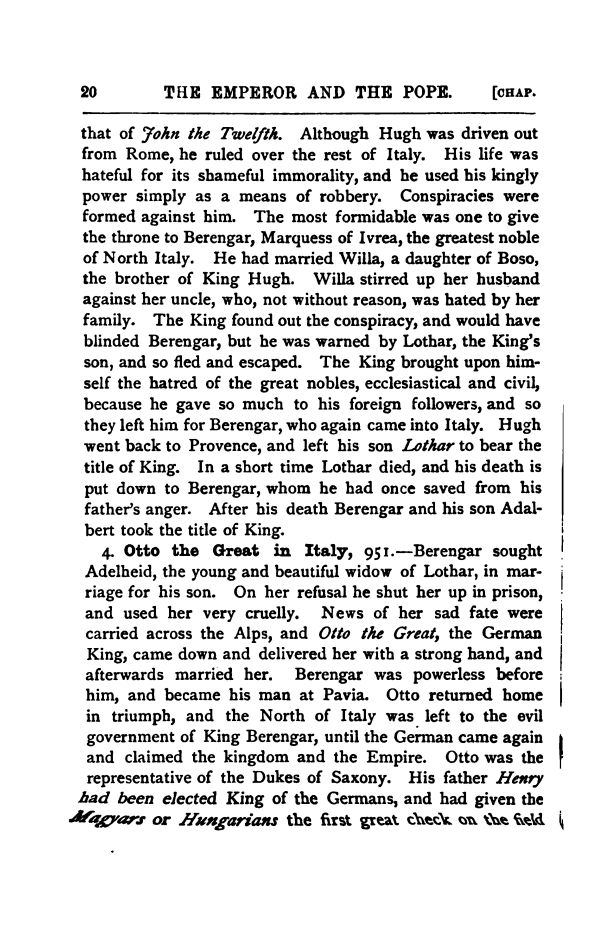 20 THE EMPEROR AND THE POPE. [CHAP.
that of John the Twelfth. Although Hugh was driven out
from Rome, he ruled over the rest of Italy. His life was
hateful for its shameful immorality, and he used his kingly
power simply as a means of robbery. Conspiracies were
formed against him. The most formidable was one to give
the throne to Berengar, Marquess of Ivrea, the greatest noble
of North Italy. He had married Willa, a daughter of Boso,
the brother of King Hugh. Willa stirred up her husband
against her uncle, who, not without reason, was hated by her
family. The King found out the conspiracy, and would have
blinded Berengar, but he was warned by Lothar, the King's
son, and so fled and escaped. The King brought upon him-
self the hatred of the great nobles, ecclesiastical and civil,
because he gave so much to his foreign followers, and so
they left him for Berengar, who again came into Italy. Hugh
went back to Provence, and left his son Lothar to bear the
title of King. In a short time Lothar died, and his death is
put down to Berengar, whom he had once saved from his
father's anger. After his death Berengar and his son Adal-
bert took the title of King.
4. Otto the Great in Italy, 951.—Berengar sought
Adelheid, the young and beautiful widow of Lothar, in mar-
riage for his son. On her refusal he shut her up in prison,
and used her very cruelly. News of her sad fate were
carried across the Alps, and Otto the Great, the German
King, came down and delivered her with a strong hand, and
afterwards married her. Berengar was powerless before
him, and became his man at Pavia. Otto returned home
in triumph, and the North of Italy was left to the evil
government of King Berengar, until the German came again
and claimed the kingdom and the Empire. Otto was the
representative of the Dukes of Saxony. His father Henry
had been elected King of the Germans, and had given the
Magyars or Hungarians the first great check on the field